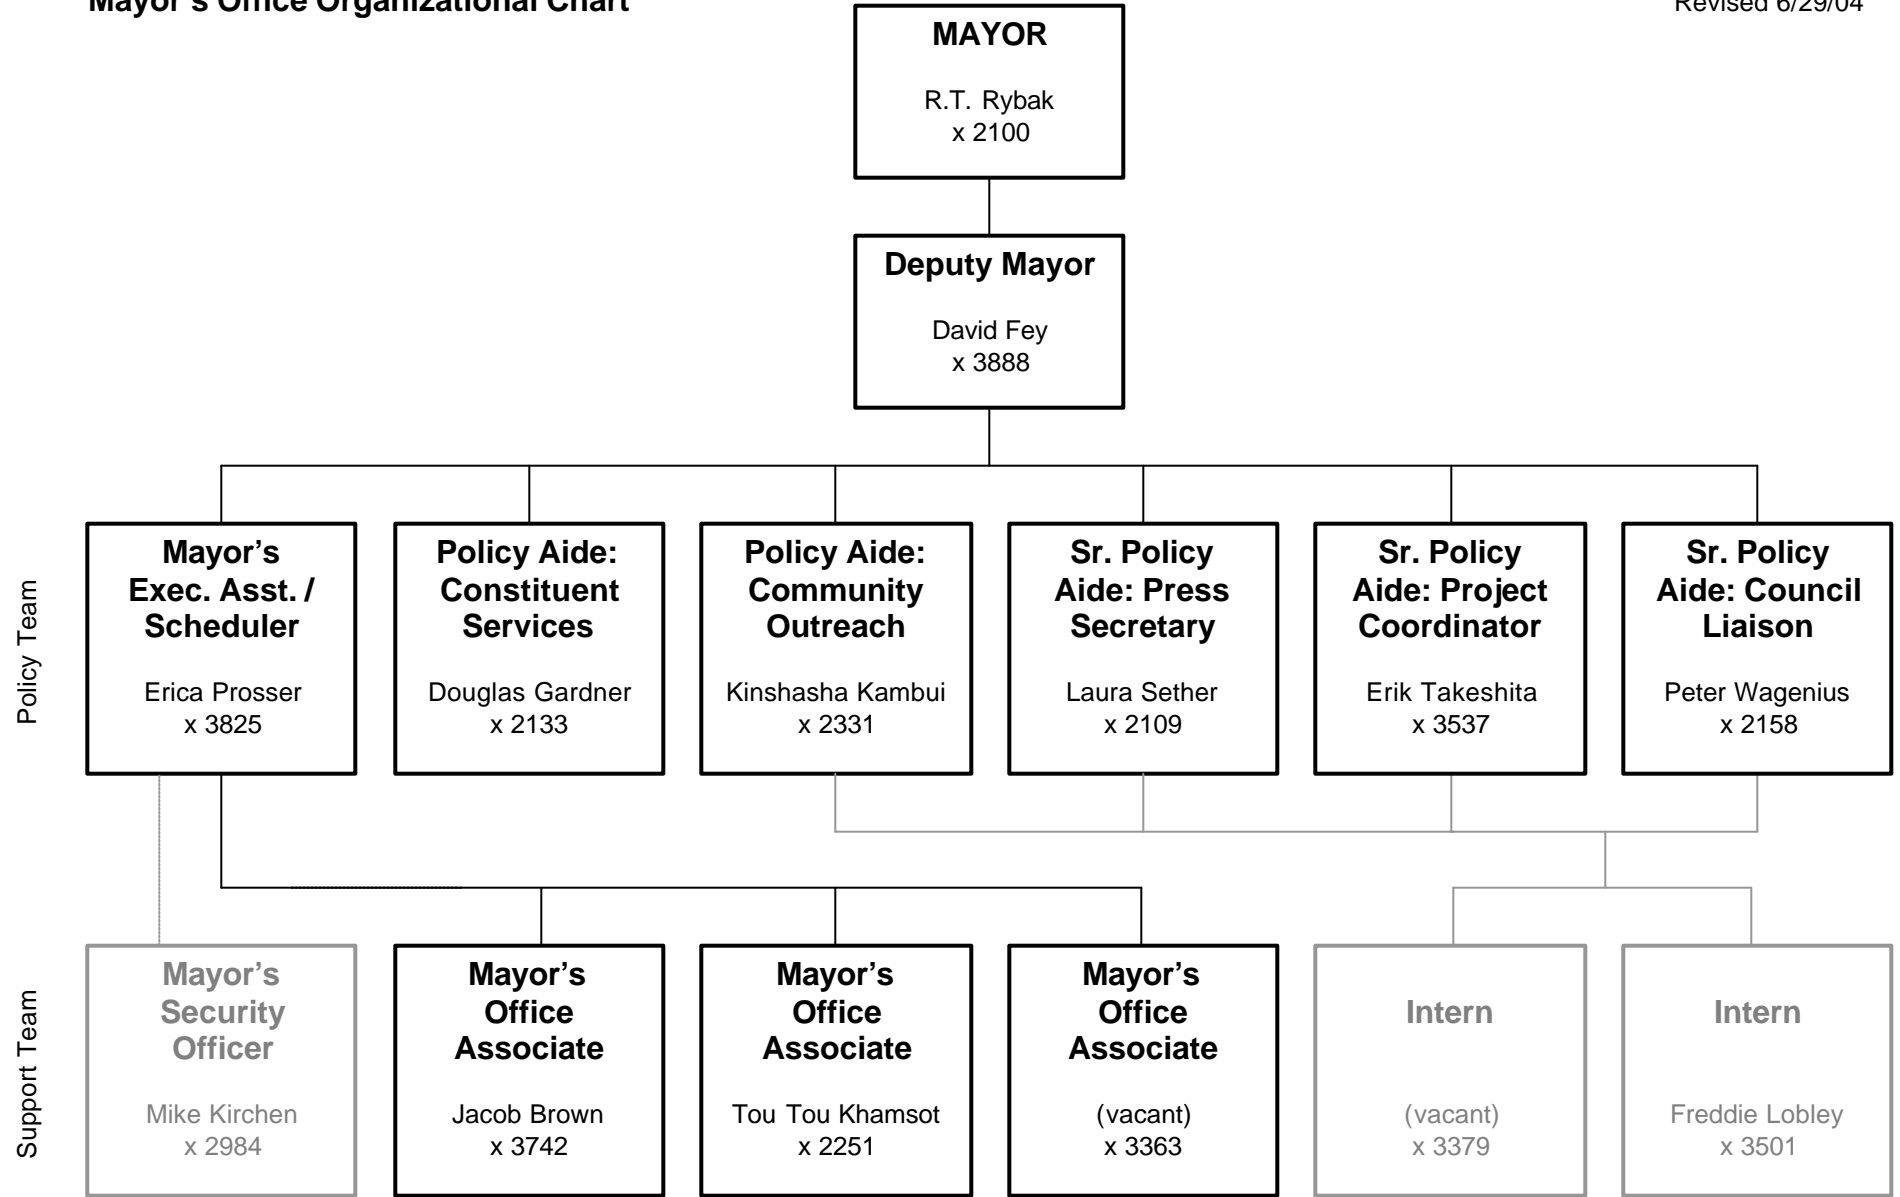 Mayor's Office Organizational Chart
Revised 6/29/04
MAYOR
R.T. Rybak
x 2100
Deputy Mayor
David Fey
x 3888
Policy Team
Mayor’s
Exec. Asst. /
Scheduler
Erica Prosser
x 3825
Policy Aide:
Constituent
Services
Douglas Gardner
x 2133
Policy Aide:
Community
Outreach
Kinshasha Kambui
x 2331
Sr. Policy
Aide: Press
Secretary
Laura Sether
x 2109
Sr. Policy
Aide: Project
Coordinator
Erik Takeshita
x 3537
Sr. Policy
Aide: Council
Liaison
Peter Wagenius
x 2158
Support Team
Mayor’s
Security
Officer
Mike Kirchen
x 2984
Mayor’s
Office
Associate
Jacob Brown
x 3742
Mayor’s
Office
Associate
Tou Tou Khamsot
x 2251
Mayor’s
Office
Associate
(vacant)
x 3363
Intern
(vacant)
x 3379
Intern
Freddie Lobley
x 3501